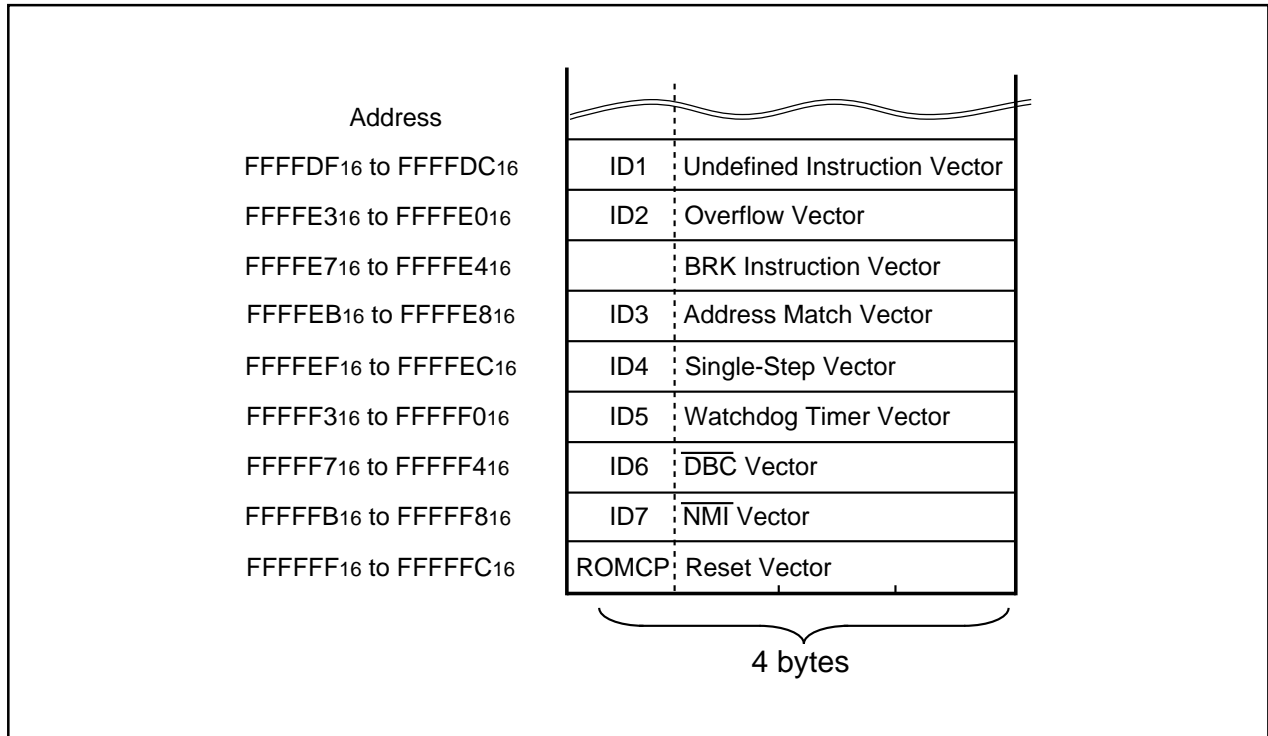 Address
FFFFDF16 to FFFFDC16 ID1 Undefined Instruction Vector
FFFFE316 to FFFFE016 ID2 Overflow Vector
FFFFE716 to FFFFE416 BRK Instruction Vector
FFFFEB16 to FFFFE816 ID3 Address Match Vector
FFFFEF16 to FFFFEC16 ID4 Single-Step Vector
FFFFF316 to FFFFF016 ID5 Watchdog Timer Vector
FFFFF716 to FFFFF416 ID6 DBC Vector
FFFFFB16 to FFFFF816 ID7 NMI Vector
FFFFFF16 to FFFFFC16 ROMCP Reset Vector
4 bytes